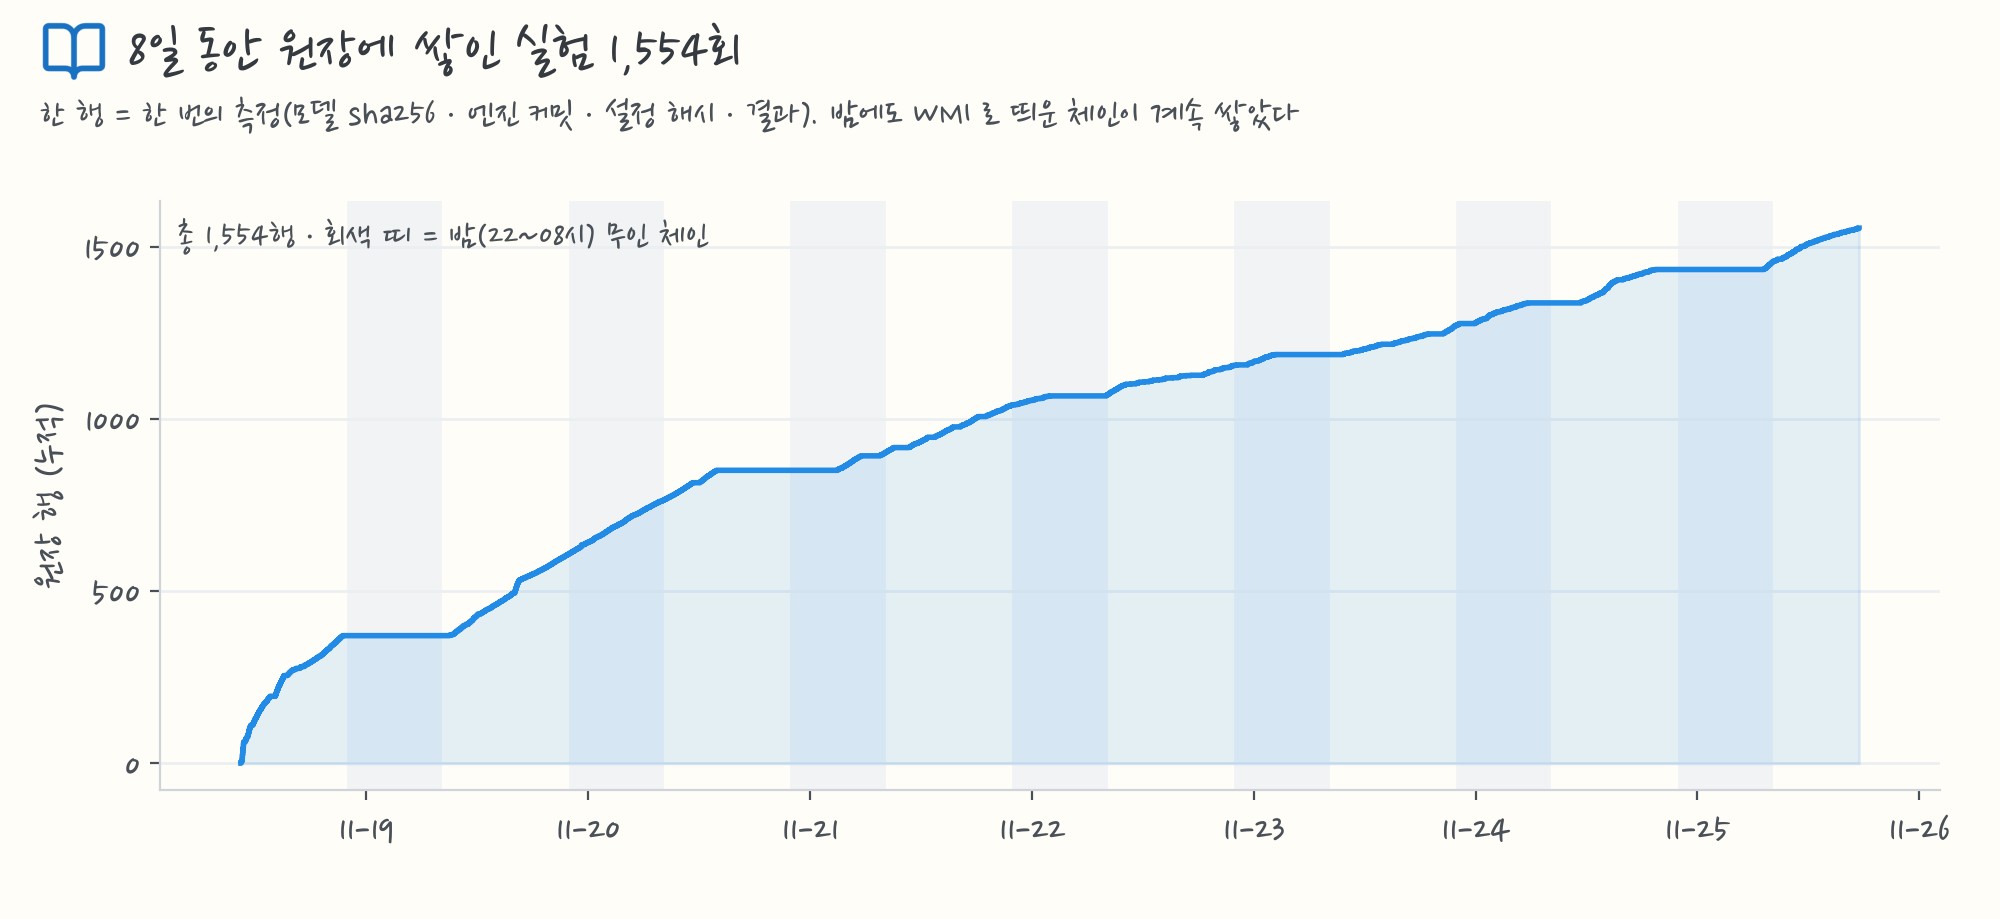 8일 동안 원장에 쌓인 실험 1,554회
한 행 = 한 번의 측정(모델 sha256 · 엔진 커밋 · 설정 해시 · 결과). 밤에도 WMI 로 띄운 체인이 계속 쌓았다
총 1,554행 · 회색 띠 = 밤(22~08시) 무인 체인
원장 행 (누적)
1500
1000
500
0
11-19 11-20 11-21 11-22 11-23 11-24 11-25 11-26